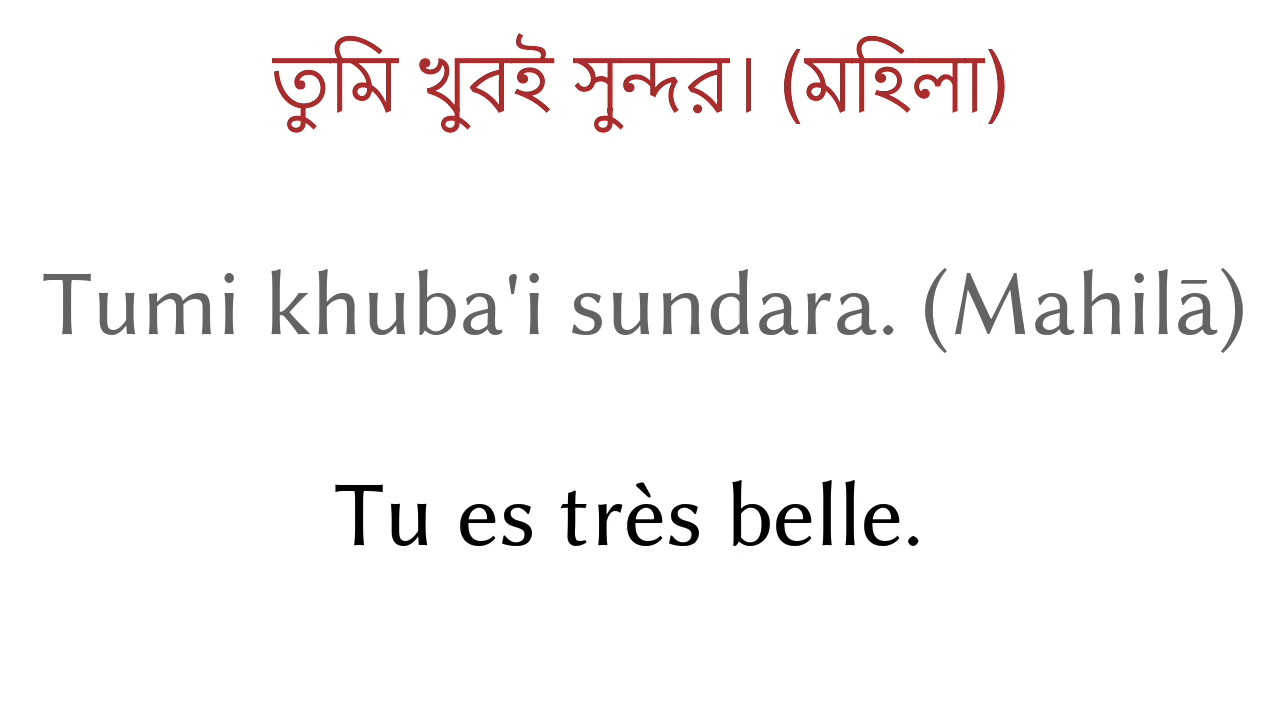 তুমি খুবই সুন্দর। (মহিলা)
Tumi khuba'i sundara. (Mahilā)
Tu es très belle.